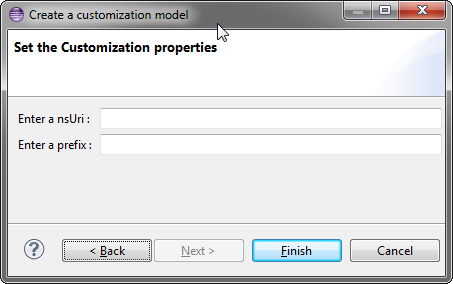 Create a customization model
Set the Customization properties
Enter a nsUri :
Enter a prefix :
? < Back Next > Finish Cancel